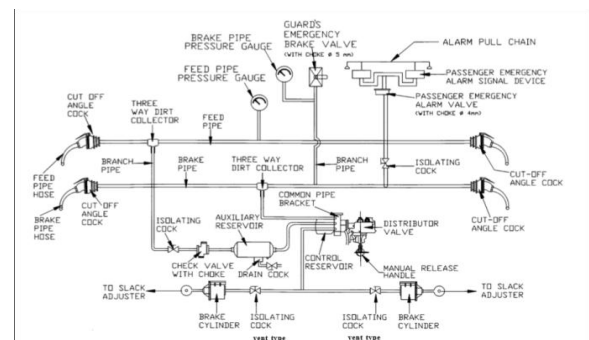 GUARD'S
EMERGENCY
BRAKE VALVE
(WITH CHOKE ø 5 mm)
BRAKE PIPE
PRESSURE GAUGE
FEED PIPE
PRESSURE GAUGE
ALARM PULL CHAIN
PASSENGER EMERGENCY
ALARM SIGNAL DEVICE
PASSENGER EMERGENCY
ALARM VALVE
(WITH CHOKE ø 4mm)
CUT OFF
ANGLE
COCK
THREE
WAY DIRT
COLLECTOR
FEED
PIPE
FEED
PIPE
HOSE
BRANCH
PIPE
BRAKE
PIPE
THREE WAY
DIRT COLLECTOR
BRANCH
PIPE
ISOLATING
COCK
CUT-OFF
ANGLE COCK
BRAKE
PIPE
HOSE
CUT-OFF
ANGLE
COCK
ISOLATING
COCK
AUXILIARY
RESERVOIR
COMMON PIPE
BRACKET
DISTRIBUTOR
VALVE
CUT-OFF
ANGLE COCK
CHECK VALVE
WITH CHOKE
DRAIN COCK
CONTROL
RESERVOIR
MANUAL RELEASE
HANDLE
TO SLACK
ADJUSTER
TO SLACK
ADJUSTER
BRAKE
CYLINDER
ISOLATING
COCK
vent type
ISOLATING
COCK
vent type
BRAKE
CYLINDER